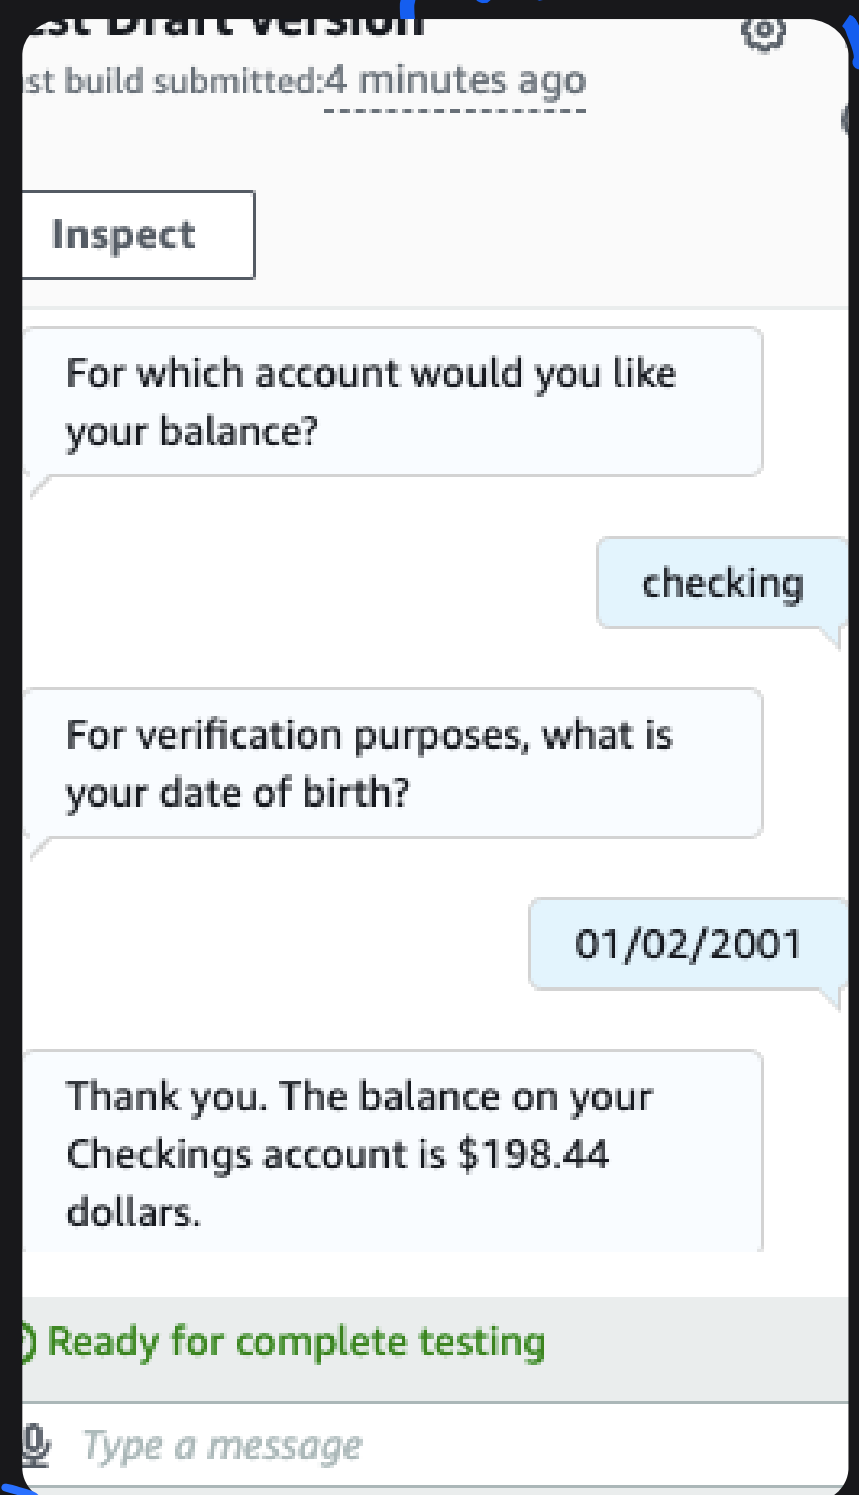 Draft version
build submitted:4 minutes ago
Inspect
For which account would you like
your balance?
checking
For verification purposes, what is
your date of birth?
01/02/2001
Thank you. The balance on your
Checkings account is $198.44
dollars.
Ready for complete testing
Type a message